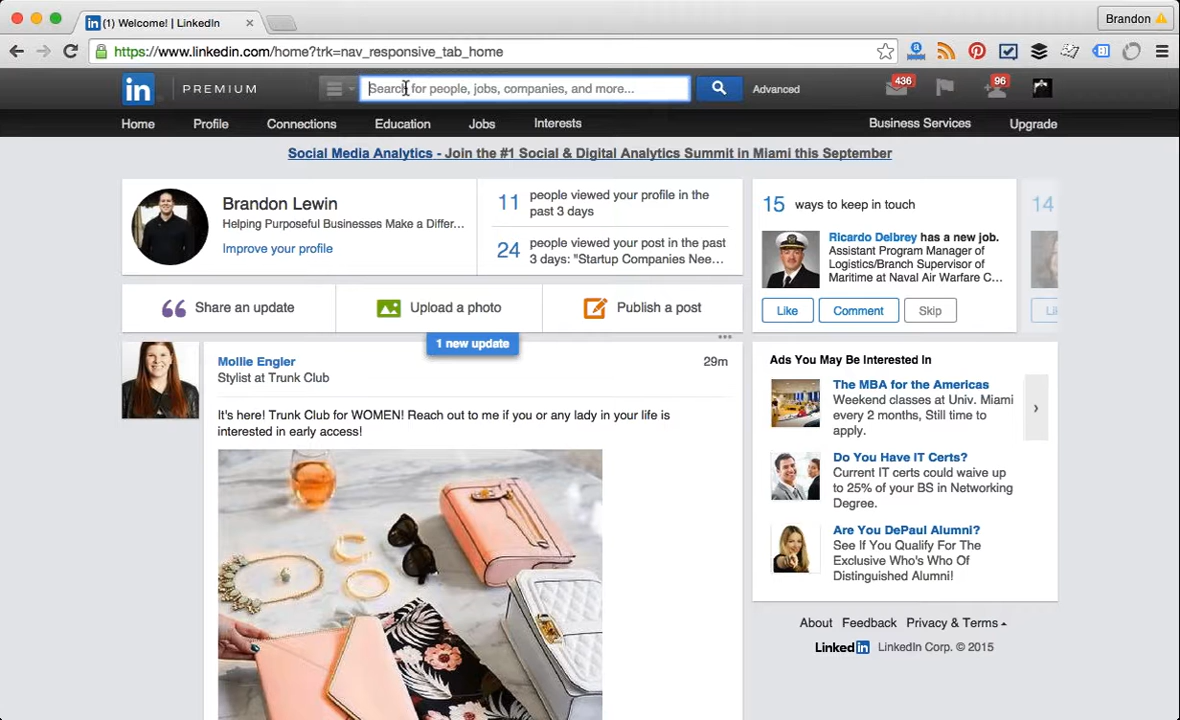 (1) Welcome! | LinkedIn
Brandon
https://www.linkedin.com/home?trk=nav_responsive_tab_home
in PREMIUM
Search for people, jobs, companies, and more...
Advanced
436
96
Home Profile Connections Education Jobs Interests Business Services Upgrade
Social Media Analytics - Join the #1 Social & Digital Analytics Summit in Miami this September
Brandon Lewin
Helping Purposeful Businesses Make a Differ...
Improve your profile
11 people viewed your profile in the
past 3 days
24 people viewed your post in the past
3 days: "Startup Companies Nee...
15 ways to keep in touch
14
Ricardo Delbrey has a new job.
Assistant Program Manager of
Logistics/Branch Supervisor of
Maritime at Naval Air Warfare C...
Like Comment Skip
Share an update Upload a photo Publish a post
1 new update
Mollie Engler
29m
Stylist at Trunk Club
It's here! Trunk Club for WOMEN! Reach out to me if you or any lady in your life is
interested in early access!
Ads You May Be Interested In
The MBA for the Americas
Weekend classes at Univ. Miami
every 2 months, Still time to
apply.
Do You Have IT Certs?
Current IT certs could waive up
to 25% of your BS in Networking
Degree.
Are You DePaul Alumni?
See If You Qualify For The
Exclusive Who's Who Of
Distinguished Alumni!
About Feedback Privacy & Terms
Linked in LinkedIn Corp. © 2015